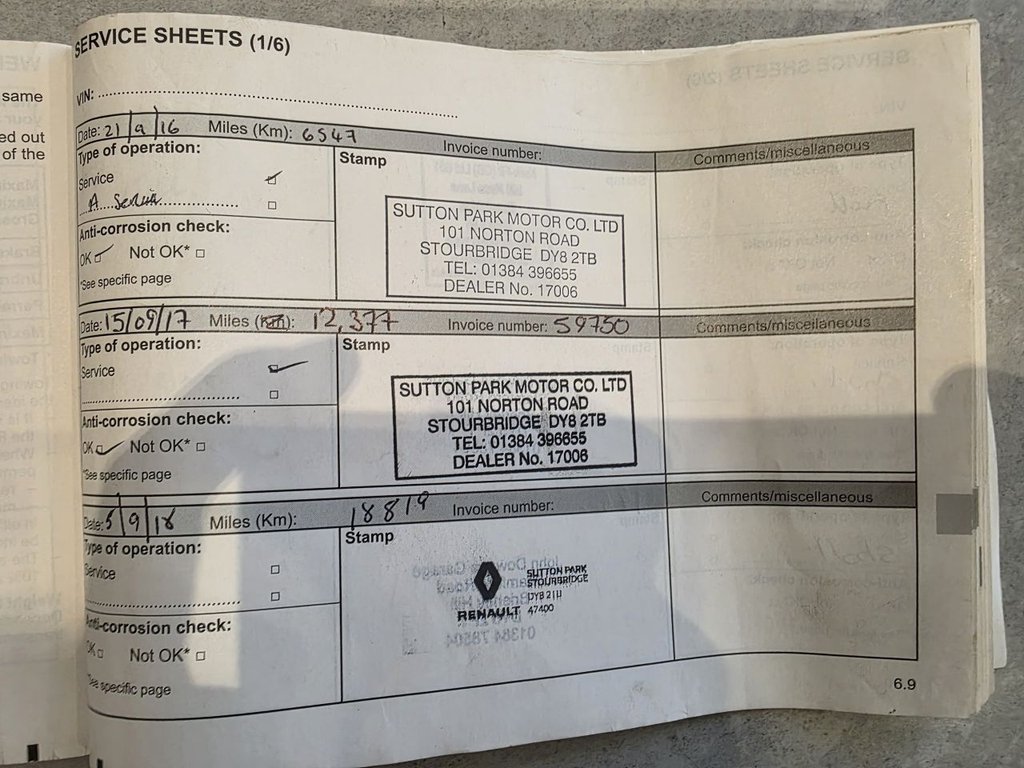 same
ed out
of the
SERVICE SHEETS (1/6)
VIN:
Date: 21/9/16 Miles (Km): 6547 Invoice number: Comments/miscellaneous
Type of operation:
Service
A Service
Anti-corrosion check:
OK Not OK*
*See specific page
Stamp
SUTTON PARK MOTOR CO. LTD
101 NORTON ROAD
STOURBRIDGE DY8 2TB
TEL: 01384 396655
DEALER No. 17006
Date: 15/09/17 Miles (Km): 12,377 Invoice number: 59750 Comments/miscellaneous
Type of operation:
Service
Anti-corrosion check:
OK Not OK*
*See specific page
Stamp
SUTTON PARK MOTOR CO. LTD
101 NORTON ROAD
STOURBRIDGE DY8 2TB
TEL: 01384 396655
DEALER No. 17006
Date: 5/9/18 Miles (Km): 18819 Invoice number: Comments/miscellaneous
Type of operation:
Service
Anti-corrosion check:
OK Not OK*
*See specific page
Stamp
RENAULT
SUTTON PARK
STOURBRIDGE
47400
6.9